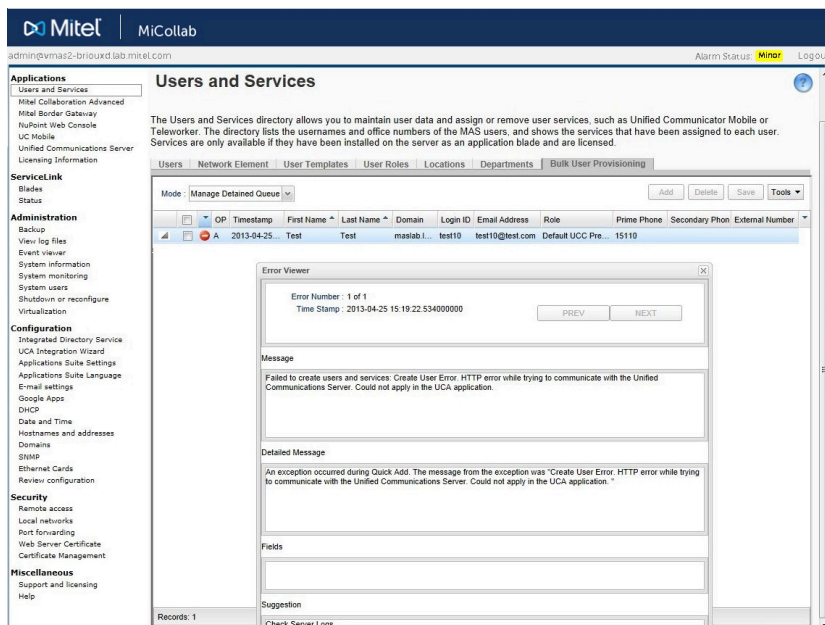 Mitel
MiCollab
admin@vmas2-briouxd.lab.mitel.com
Alarm Status: Minor
Logou
Applications
Users and Services
Mitel Collaboration Advanced
Mitel Border Gateway
NuPoint Web Console
UC Mobile
Unified Communications Server
Licensing Information
ServiceLink
Blades
Status
Administration
Backup
View log files
Event viewer
System information
System monitoring
System users
Shutdown or reconfigure
Virtualization
Configuration
Integrated Directory Service
UCA Integration Wizard
Applications Suite Settings
Applications Suite Language
E-mail settings
Google Apps
DHCP
Date and Time
Hostnames and addresses
Domains
SNMP
Ethernet Cards
Review configuration
Security
Remote access
Local networks
Port forwarding
Web Server Certificate
Certificate Management
Miscellaneous
Support and licensing
Help
Users and Services
?
The Users and Services directory allows you to maintain user data and assign or remove user services, such as Unified Communicator Mobile or
Teleworker. The directory lists the usernames and office numbers of the MAS users, and shows the services that have been assigned to each user.
Services are only available if they have been installed on the server as an application blade and are licensed.
Users Network Element User Templates User Roles Locations Departments Bulk User Provisioning
Mode : Manage Detained Queue
Add Delete Save Tools
OP Timestamp First Name Last Name Domain Login ID Email Address Role Prime Phone Secondary Phon External Number
A 2013-04-25... Test Test maslab.l... test10 test10@test.com Default UCC Pre... 15110
Error Viewer
Error Number : 1 of 1
Time Stamp : 2013-04-25 15:19:22.534000000
PREV NEXT
Message
Failed to create users and services: Create User Error. HTTP error while trying to communicate with the Unified
Communications Server. Could not apply in the UCA application.
Detailed Message
An exception occurred during Quick Add. The message from the exception was "Create User Error. HTTP error while trying
to communicate with the Unified Communications Server. Could not apply in the UCA application. "
Fields
Suggestion
Check Server Logs
Records: 1